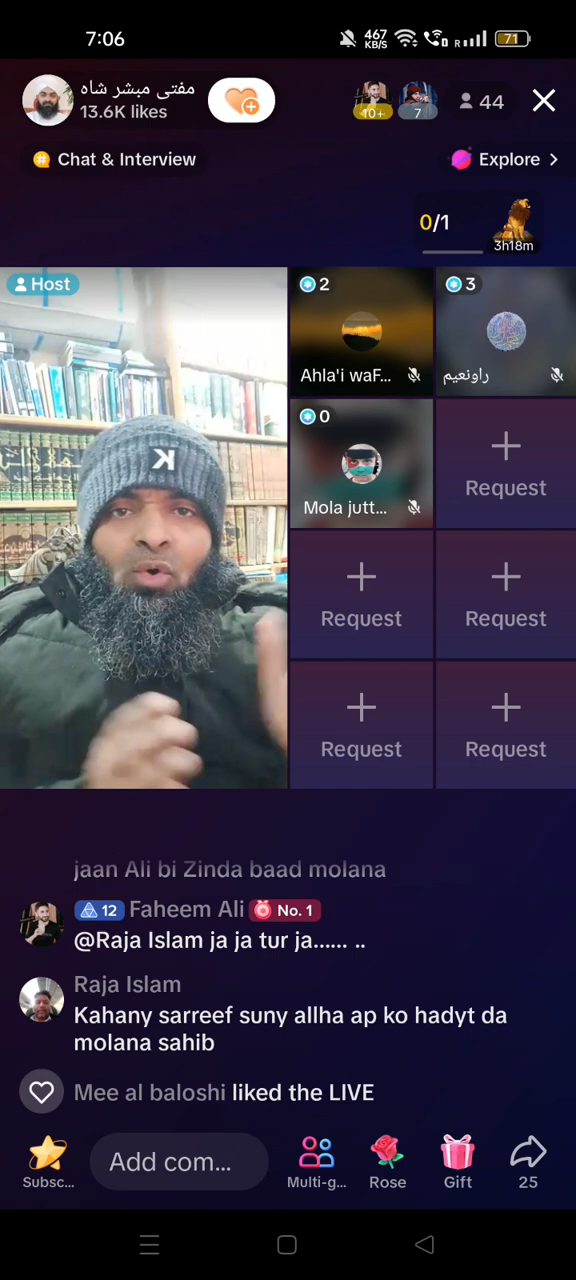 7:06
467
KB/S
R
71
مفتی مبشر شاہ
13.6K likes
10+
7
44
Chat & Interview
Explore >
0/1
3h18m
Host
2
3
Ahla'i waF...
راونعیم
0
K
Mola jutt...
Request
Request
Request
Request
Request
jaan Ali bi Zinda baad molana
12 Faheem Ali No. 1
@Raja Islam ja ja tur ja...... ..
Raja Islam
Kahany sarreef suny allha ap ko hadyt da
molana sahib
Mee al baloshi liked the LIVE
Add com...
Subsc...
Multi-g...
Rose
Gift
25